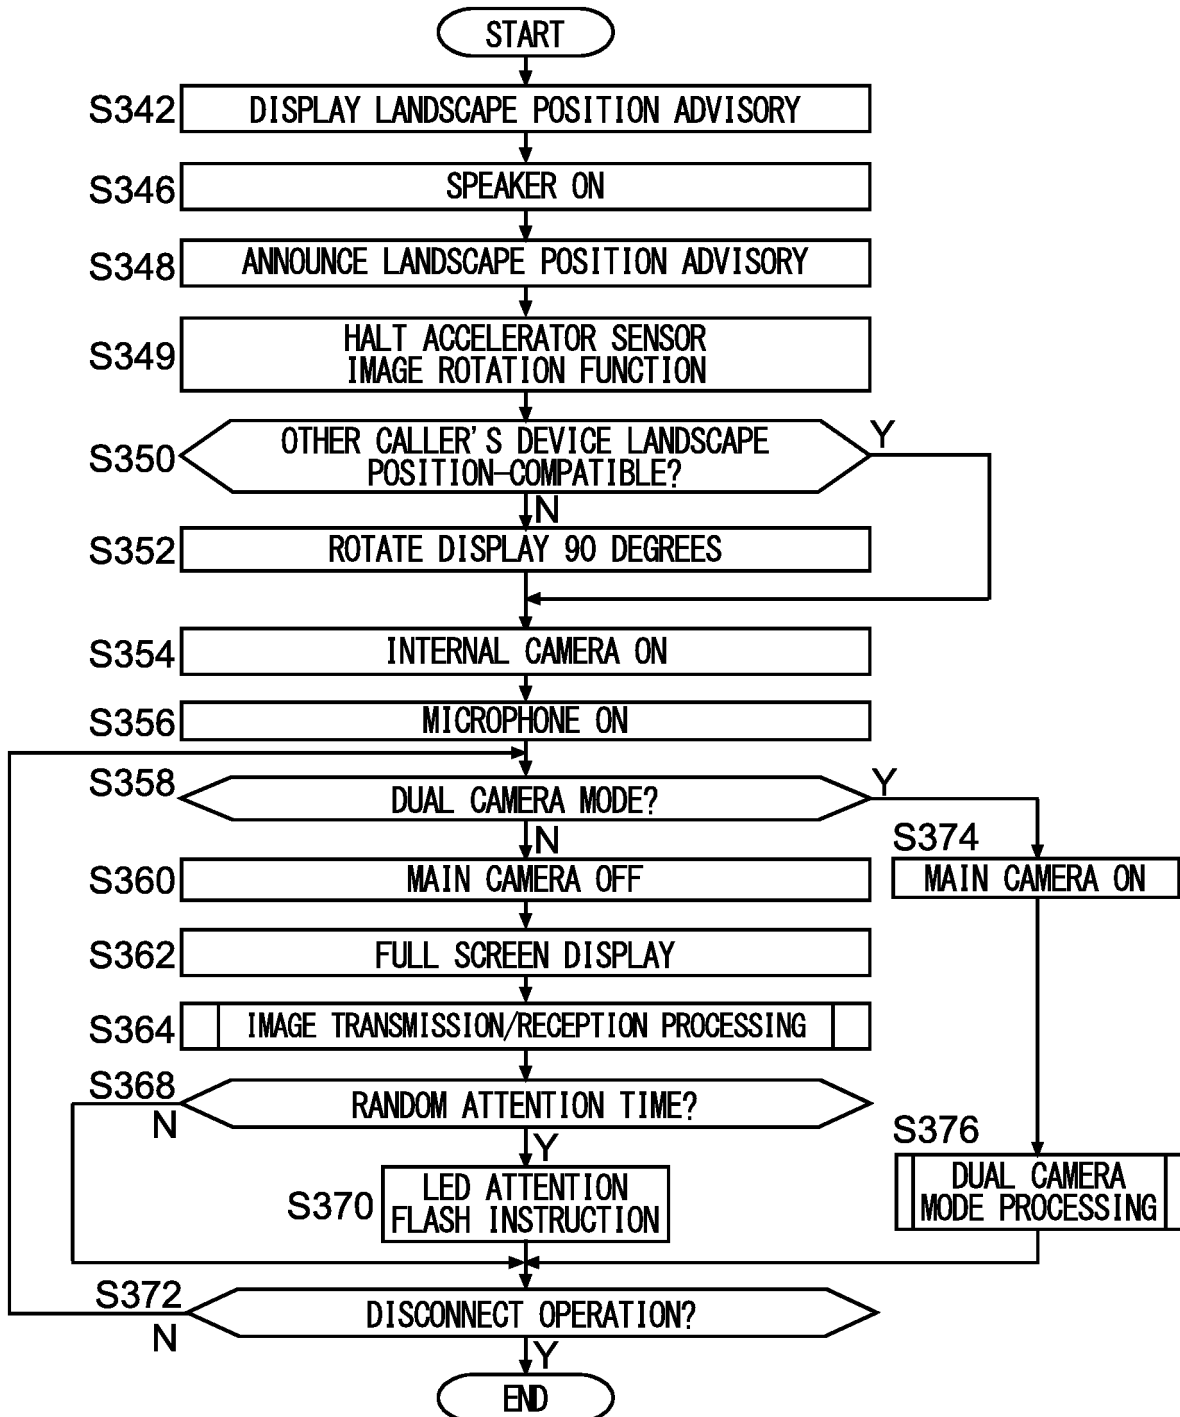 START
S342
DISPLAY LANDSCAPE POSITION ADVISORY
S346
SPEAKER ON
S348
ANNOUNCE LANDSCAPE POSITION ADVISORY
S349
HALT ACCELERATOR SENSOR
IMAGE ROTATION FUNCTION
S350
OTHER CALLER'S DEVICE LANDSCAPE
POSITION-COMPATIBLE?
Y
N
S352
ROTATE DISPLAY 90 DEGREES
S354
INTERNAL CAMERA ON
S356
MICROPHONE ON
S358
DUAL CAMERA MODE?
Y
N
S374
MAIN CAMERA ON
S360
MAIN CAMERA OFF
S362
FULL SCREEN DISPLAY
S364
IMAGE TRANSMISSION/RECEPTION PROCESSING
S368
RANDOM ATTENTION TIME?
N
Y
S376
DUAL CAMERA
MODE PROCESSING
S370
LED ATTENTION
FLASH INSTRUCTION
S372
DISCONNECT OPERATION?
N
Y
END